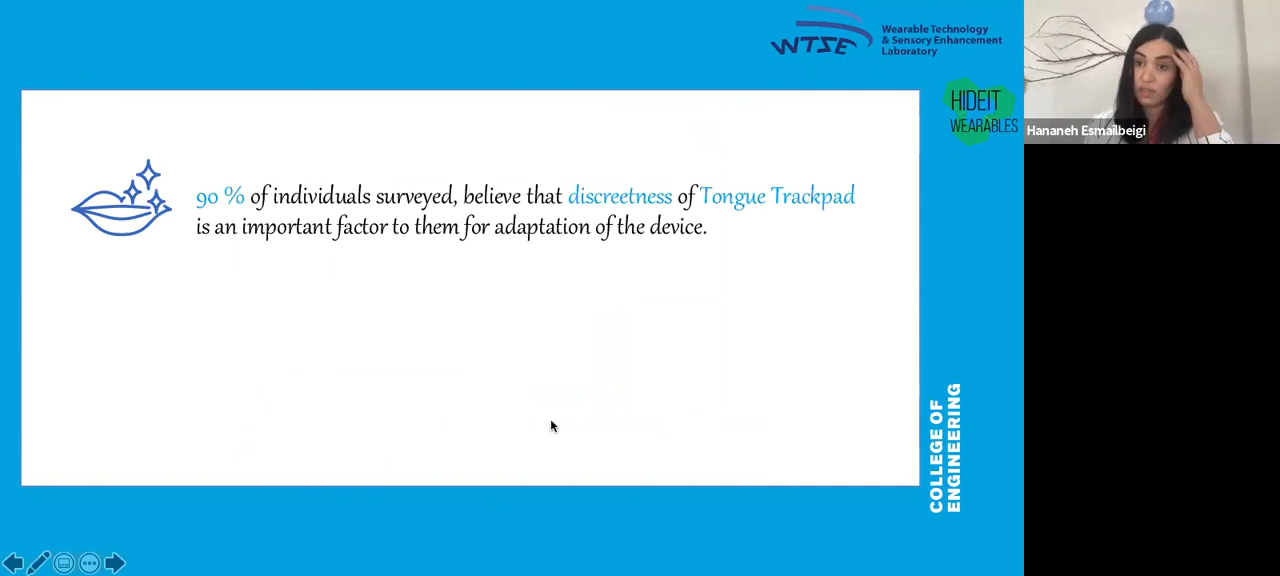 WTSE
Wearable Technology
& Sensory Enhancement
Laboratory
HIDEIT
WEARABLES
Hananeh Esmailbeigi
90 % of individuals surveyed, believe that discreetness of Tongue Trackpad
is an important factor to them for adaptation of the device.
COLLEGE OF
ENGINEERING